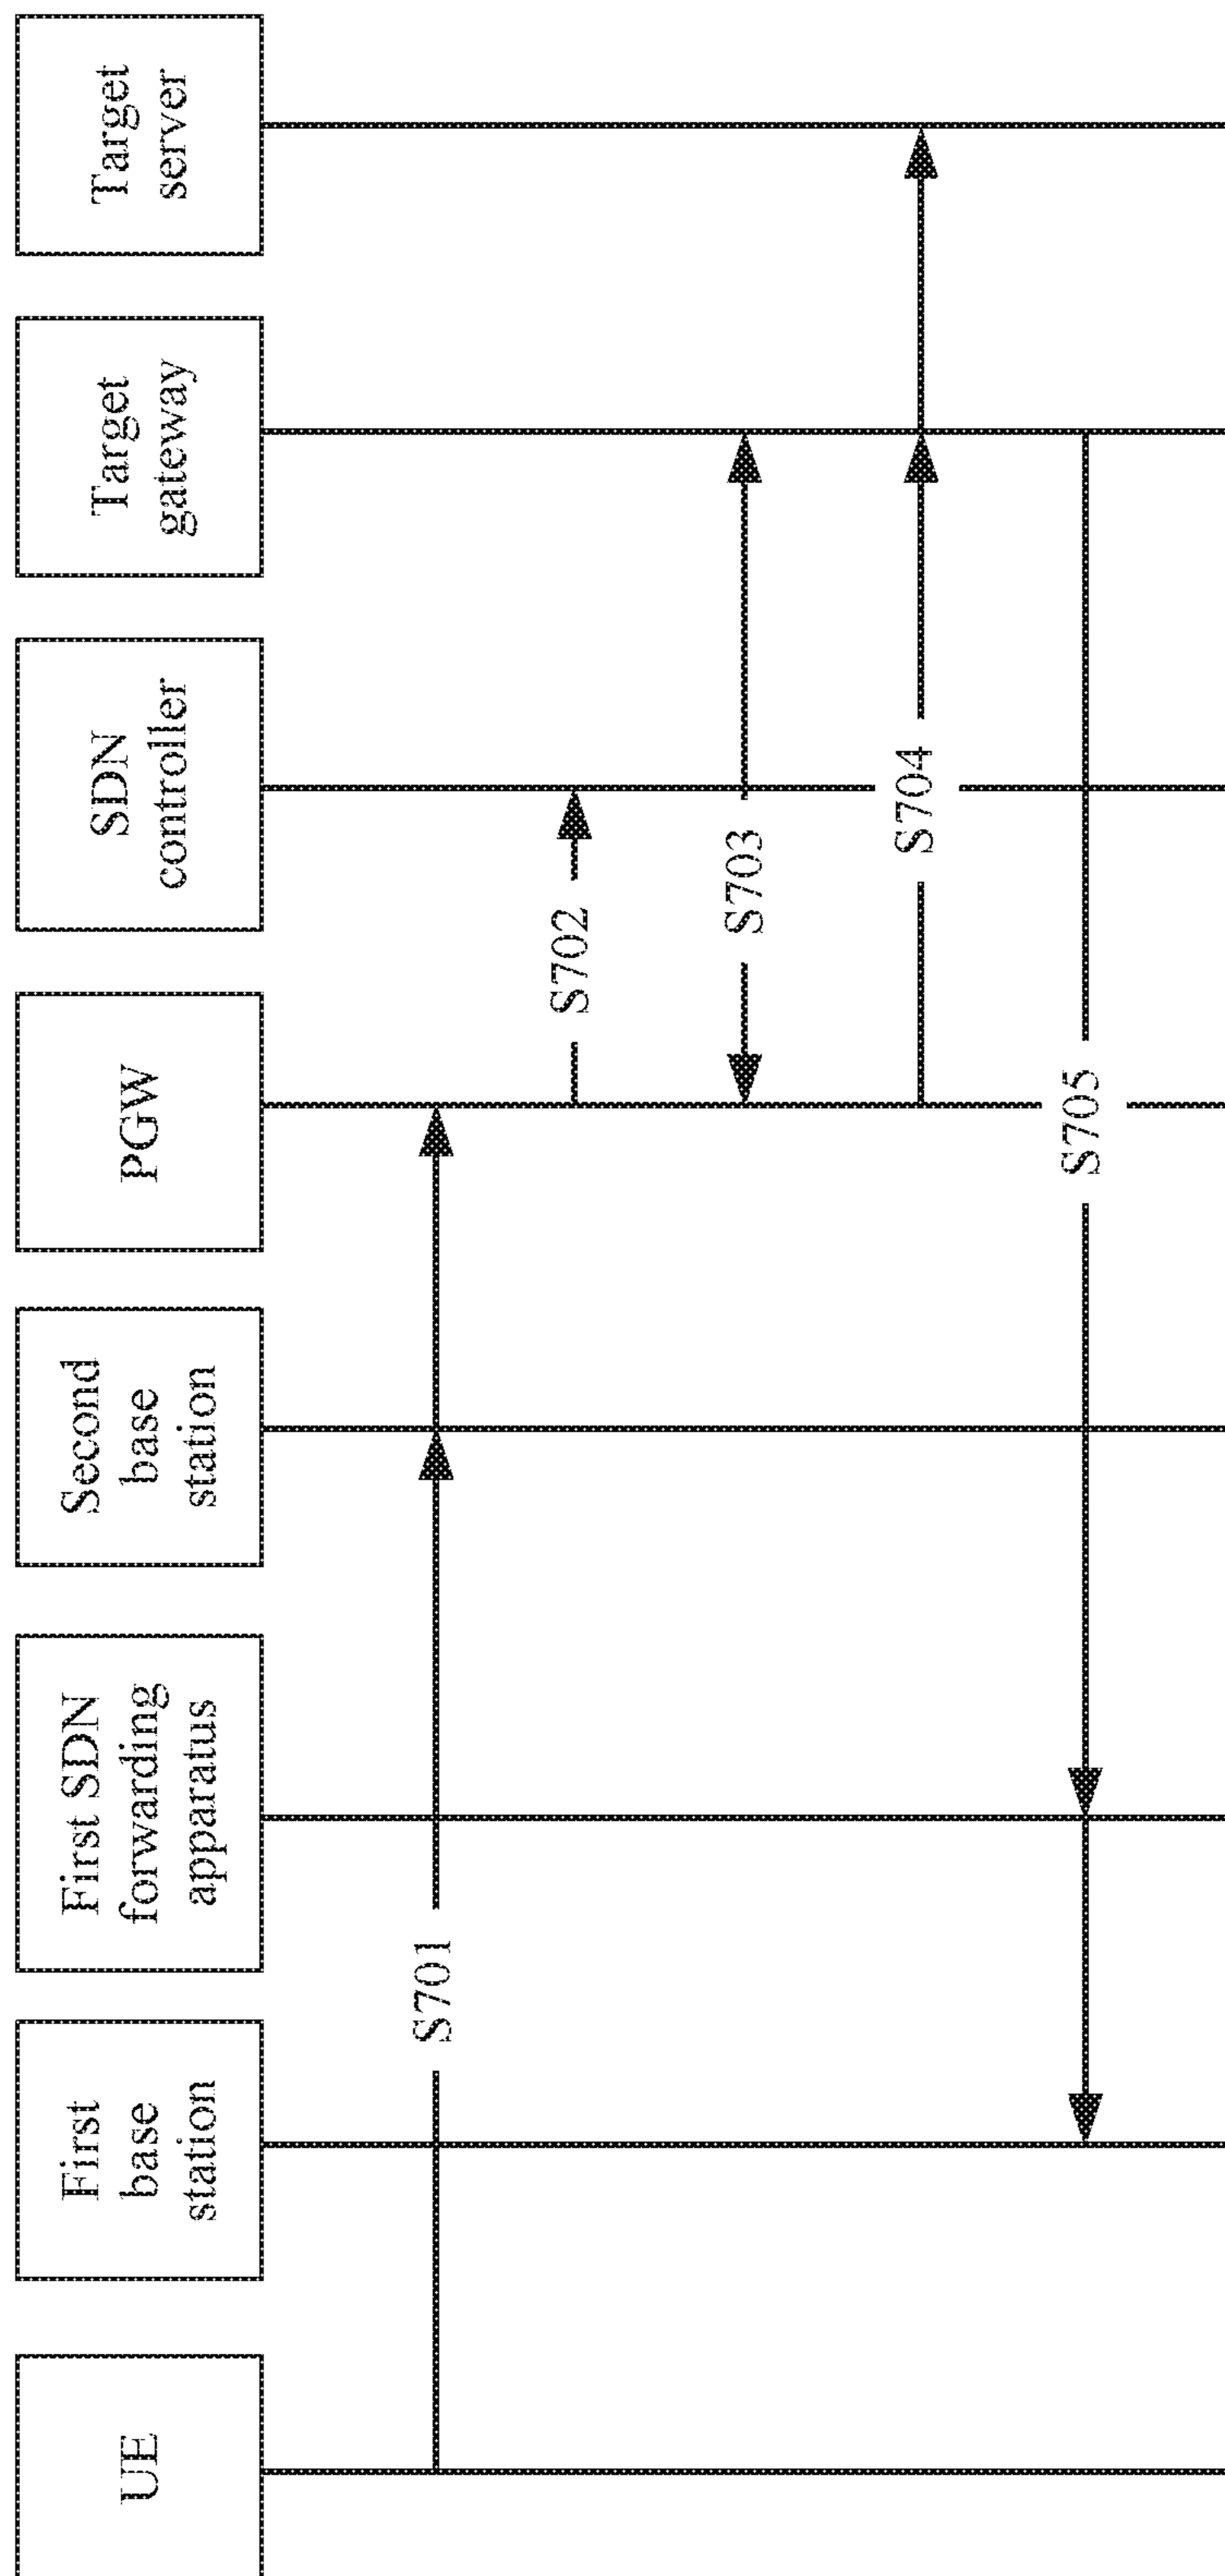 UE
First
base
station
First SDN
forwarding
apparatus
Second
base
station
PGW
SDN
controller
Target
gateway
Target
server
S701
S702
S703
S704
S705